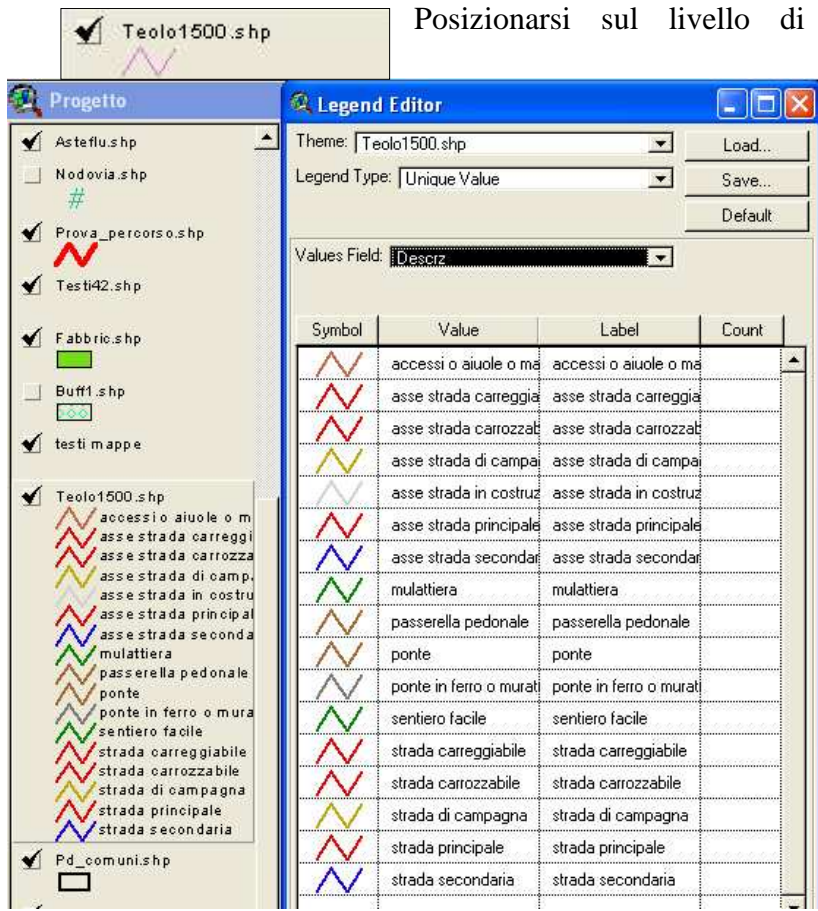 Teolo1500.shp
Posizionarsi sul livello di
Progetto
Asteflu.shp
Nodovia.shp
Prova_percorso.shp
Testi42.shp
Fabbric.shp
Buff1.shp
testi mappe
Teolo1500.shp
accessi o aiuole o m
asse strada carreggi
asse strada carrozza
asse strada di camp.
asse strada in costru
asse strada principal
asse strada seconda
mulattiera
passerella pedonale
ponte
ponte in ferro o mura
sentiero facile
strada carreggiabile
strada carrozzabile
strada di campagna
strada principale
strada secondaria
Pd_comuni.shp
Legend Editor
Theme: Teolo1500.shp Load...
Legend Type: Unique Value Save...
Default
Values Field: Descrz
Symbol Value Label Count
accessi o aiuole o ma accessi o aiuole o ma
asse strada carreggia asse strada carreggia
asse strada carrozzab asse strada carrozzab
asse strada di campa asse strada di campa
asse strada in costruz asse strada in costruz
asse strada principale asse strada principale
asse strada secondar asse strada secondar
mulattiera mulattiera
passerella pedonale passerella pedonale
ponte ponte
ponte in ferro o murat ponte in ferro o murat
sentiero facile sentiero facile
strada carreggiabile strada carreggiabile
strada carrozzabile strada carrozzabile
strada di campagna strada di campagna
strada principale strada principale
strada secondaria strada secondaria